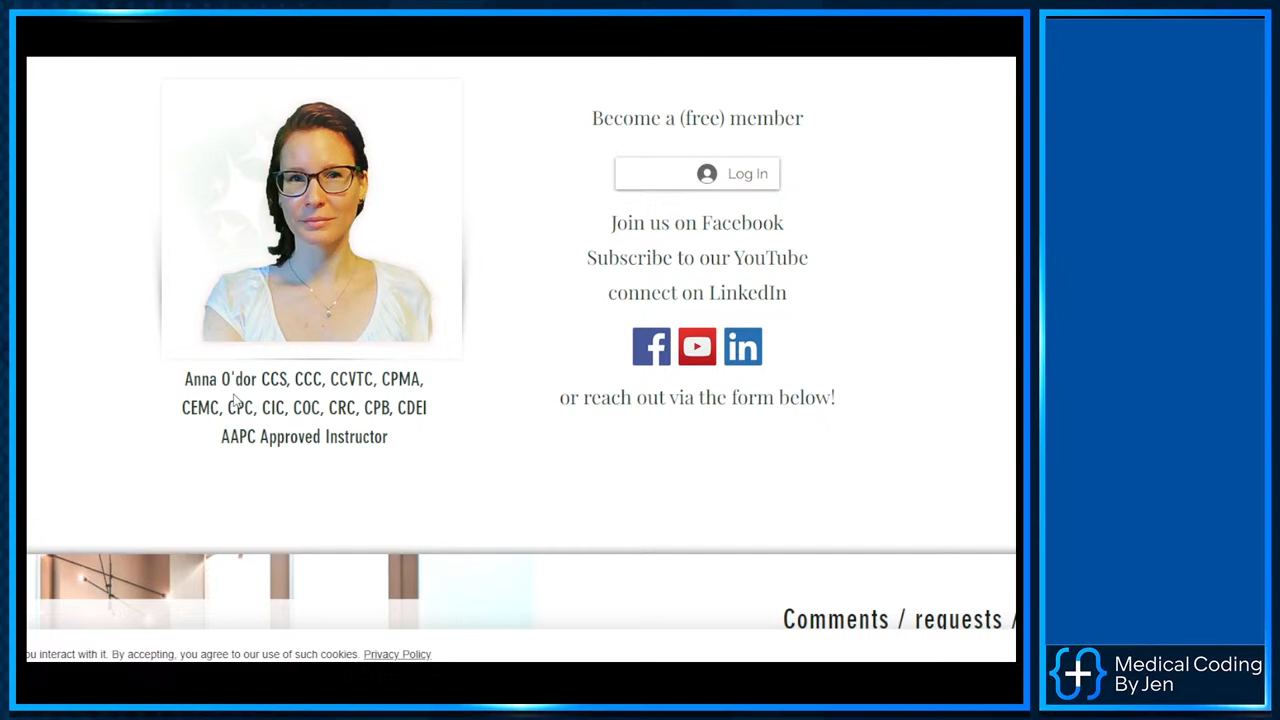 Become a (free) member
Log In
Join us on Facebook
Subscribe to our YouTube
connect on LinkedIn
in
or reach out via the form below!
Anna O'dor CCS, CCC, CCVTC, CPMA,
CEMC, CPC, CIC, COC, CRC, CPB, CDEI
AAPC Approved Instructor
Comments / requests /
ou interact with it. By accepting, you agree to our use of such cookies. Privacy Policy
Medical Coding
By Jen